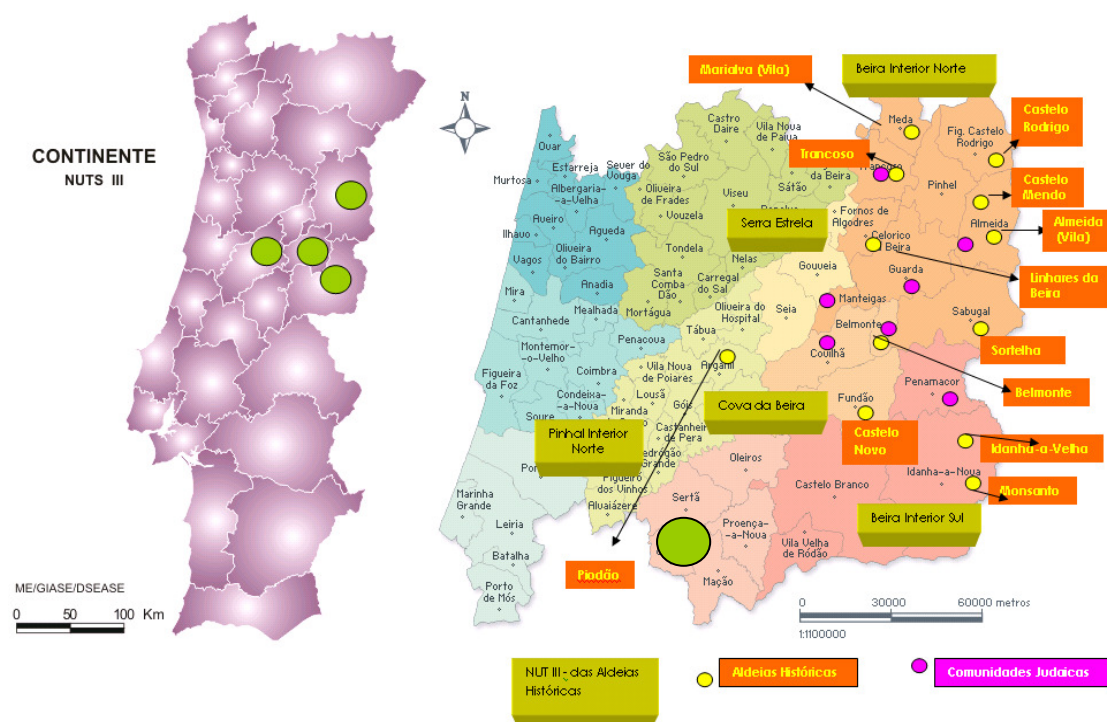 CONTINENTE
NUTS III
ME/GIASE/DSEASE
0 50 100 Km
N
Marialva (Vila)
Beira Interior Norte
Castelo
Rodrigo
Trancoso
Castelo
Mendo
Almeida
(Vila)
Serra Estrela
Linhares da
Beira
Sortelha
Belmonte
Cova da Beira
Castelo
Novo
Idanha-a-Velha
Monsanto
Pinhal Interior
Norte
Beira Interior Sul
Piodão
Ovar
Murtosa
Estarreja
Sever do
Vouga
Albergaria-
a-Velha
Aveiro
Ilhavo
Agueda
Vagos
Oliveira
do Bairro
Anadia
Castro
Daire
Vila Nova
de Paiva
São Pedro
do Sul
Oliveira
de Frades
Viseu
Sátão
da Beira
Vouzela
Tondela
Nelas
Santa
Comba
Dão
Carregal
do Sal
Mortágua
Meda
Fig. Castelo
Rodrigo
Pinhel
Almeida
Fornos de
Algodres
Celorico
Beira
Gouveia
Guarda
Seia
Manteigas
Sabugal
Belmonte
Covilhã
Penamacor
Fundão
Mira
Cantanhede
Mealhada
Montemor-
o-Velho
Penacova
Coimbra
Figueira
da Foz
Condeixa-
a-Nova
Soure
Oliveira do
Hospital
Tábua
Arganil
Vila Nova
de Poiares
Lousã
Miranda
Góis
Castanheira
de Pera
Grande
Figueiro
dos Vinhos
Alvaiázere
Marinha
Grande
Leiria
Batalha
Porto
de Mós
Oleiros
Sertã
Proença-
a-Nova
Mação
Castelo Branco
Idanha-a-Nova
Vila Velha
de Ródão
0 30000 60000 metros
1:1100000
NUT III - das Aldeias
Históricas
Aldeias Históricas
Comunidades Judaicas